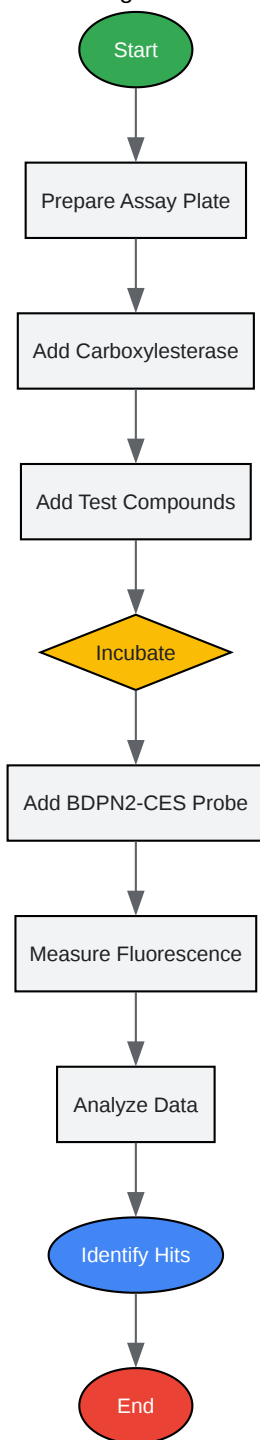 Start
Prepare Assay Plate
Add Carboxylesterase
Add Test Compounds
Incubate
Add BDPN2-CES Probe
Measure Fluorescence
Analyze Data
Identify Hits
End